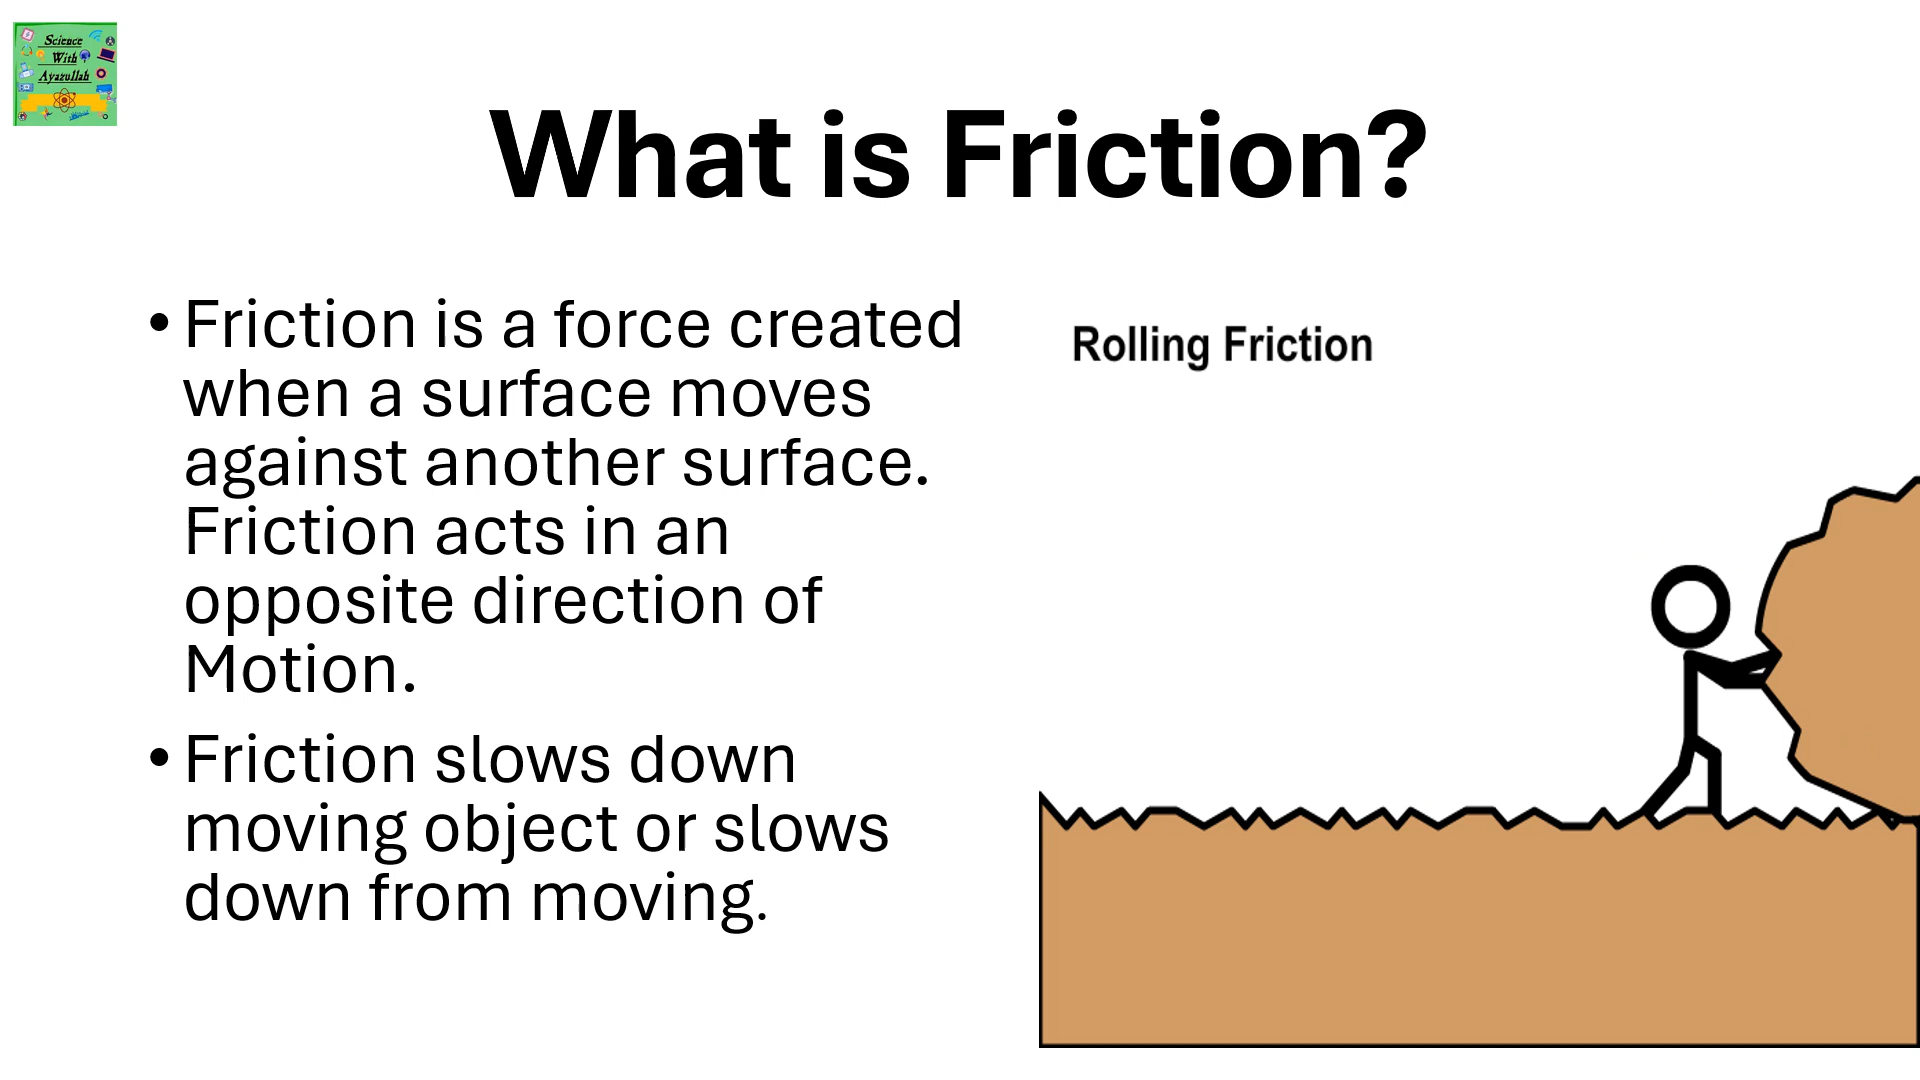 Science
With
Ayazullah
What is Friction?
• Friction is a force created
when a surface moves
against another surface.
Friction acts in an
opposite direction of
Motion.
• Friction slows down
moving object or slows
down from moving.
Rolling Friction